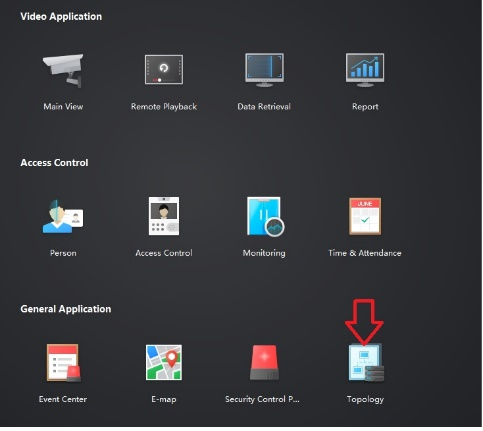 Video Application
Main View Remote Playback Data Retrieval Report
Access Control
JUNE
Person Access Control Monitoring Time & Attendance
General Application
Event Center E-map Security Control P... Topology